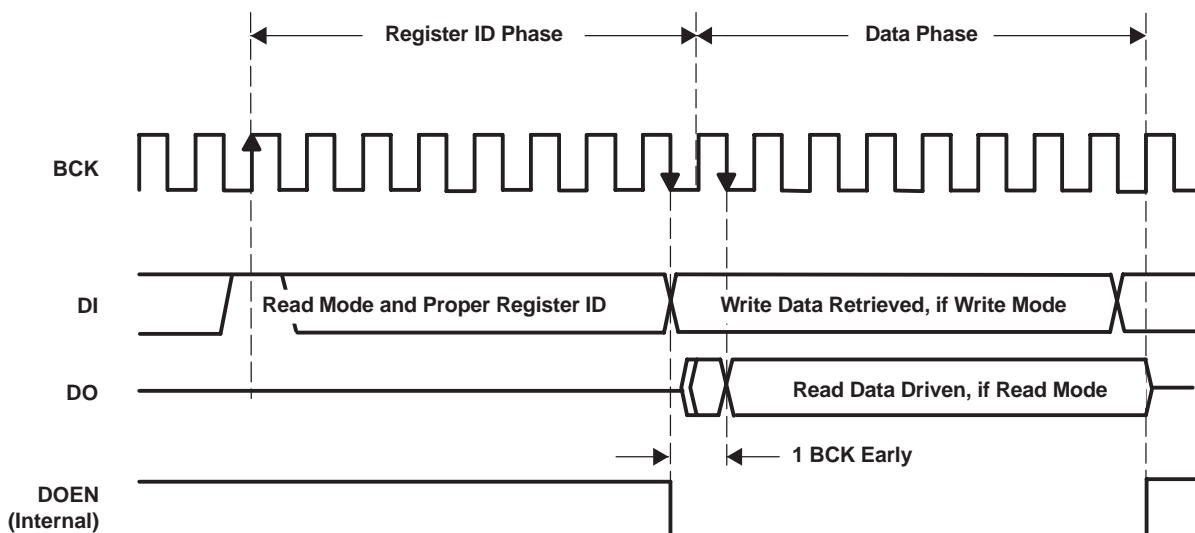 Register ID Phase
Data Phase
BCK
DI
Read Mode and Proper Register ID
Write Data Retrieved, if Write Mode
DO
Read Data Driven, if Read Mode
1 BCK Early
DOEN
(Internal)